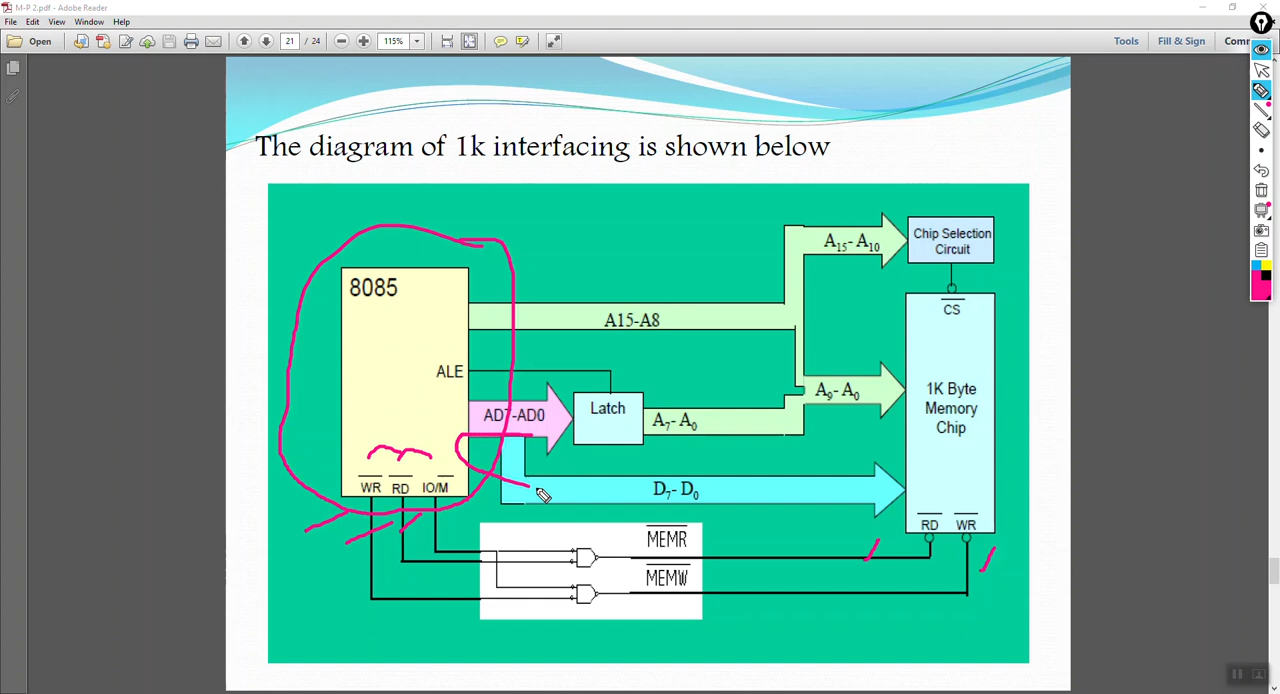 M-P 2.pdf - Adobe Reader
File Edit View Window Help
Open 21 / 24 115% Tools Fill & Sign Comm
The diagram of 1k interfacing is shown below
8085
A15-A8
A15-A10
Chip Selection
Circuit
CS
ALE
AD7-AD0
Latch
A7-A0
A9-A0
1K Byte
Memory
Chip
WR RD IO/M
D7-D0
RD WR
MEMR
MEMW